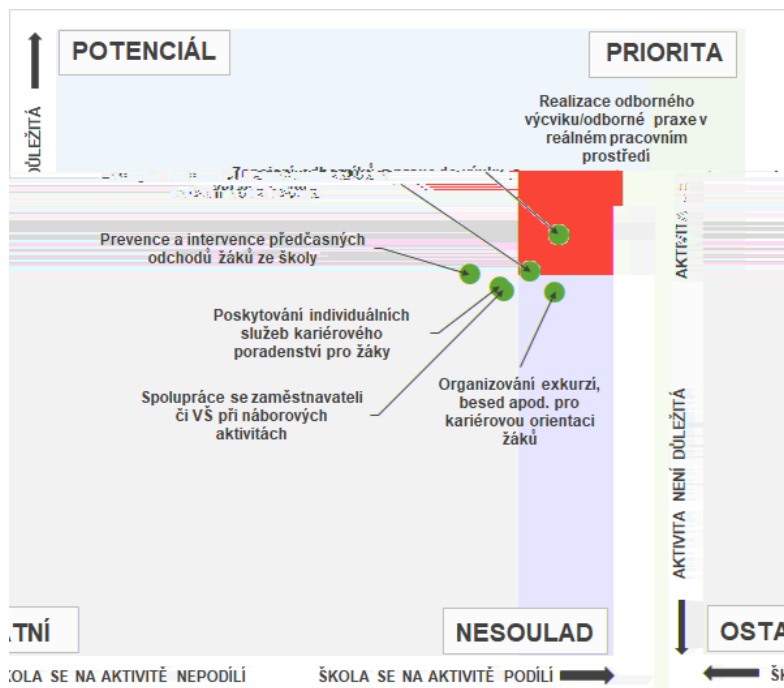 POTENCIÁL
PRIORITA
DŮLEŽITÁ
Realizace odborného
výcviku/odborné praxe v
reálném pracovním
prostředí
AKTIVITA
Prevence a intervence předčasných
odchodů žáků ze školy
Poskytování individuálních
služeb kariérového
poradenství pro žáky
Spolupráce se zaměstnavateli
či VŠ při náborových
aktivitách
Organizování exkurzí,
besed apod. pro
kariérovou orientaci
žáků
AKTIVITA NENÍ DŮLEŽITÁ
TNÍ
NESOULAD
OSTA
KOLA SE NA AKTIVITĚ NEPODÍLÍ
ŠKOLA SE NA AKTIVITĚ PODÍLÍ